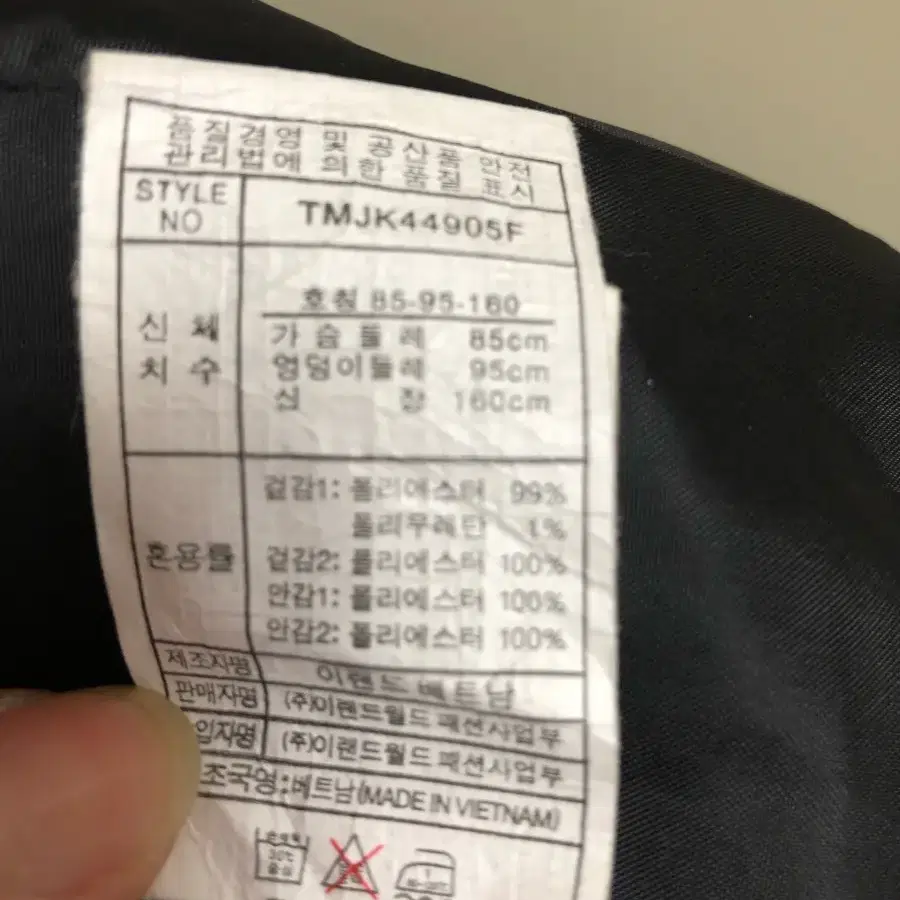 품질경영 및 공산품 안전
관리법에 의한 품질 표시
STYLE NO TMJK44905F
신체 치수
호칭 85-95-160
가슴둘레 85cm
엉덩이둘레 95cm
신장 160cm
혼용률
겉감1: 폴리에스터 99%
폴리우레탄 1%
겉감2: 폴리에스터 100%
안감1: 폴리에스터 100%
안감2: 폴리에스터 100%
제조자명 이랜드 베트남
판매자명 (주)이랜드월드 패션사업부
입자명 (주)이랜드월드 패션사업부
조국명:베트남(MADE IN VIETNAM)
30℃